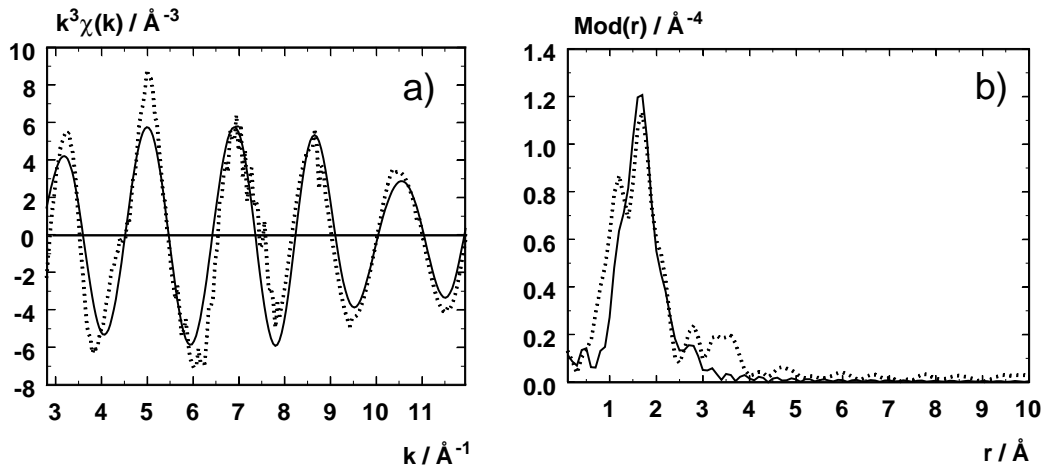 k³χ(k) / Å⁻³
a)
10
8
6
4
2
0
-2
-4
-6
-8
3 4 5 6 7 8 9 10 11
k / Å⁻¹
Mod(r) / Å⁻⁴
b)
1.4
1.2
1.0
0.8
0.6
0.4
0.2
0.0
1 2 3 4 5 6 7 8 9 10
r / Å